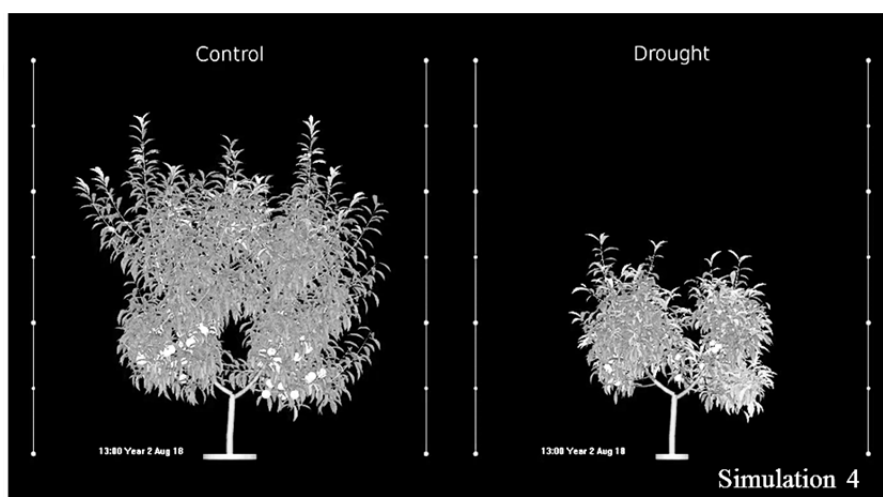 Control
Drought
13:00 Year 2 Aug 18
13:00 Year 2 Aug 18
Simulation 4